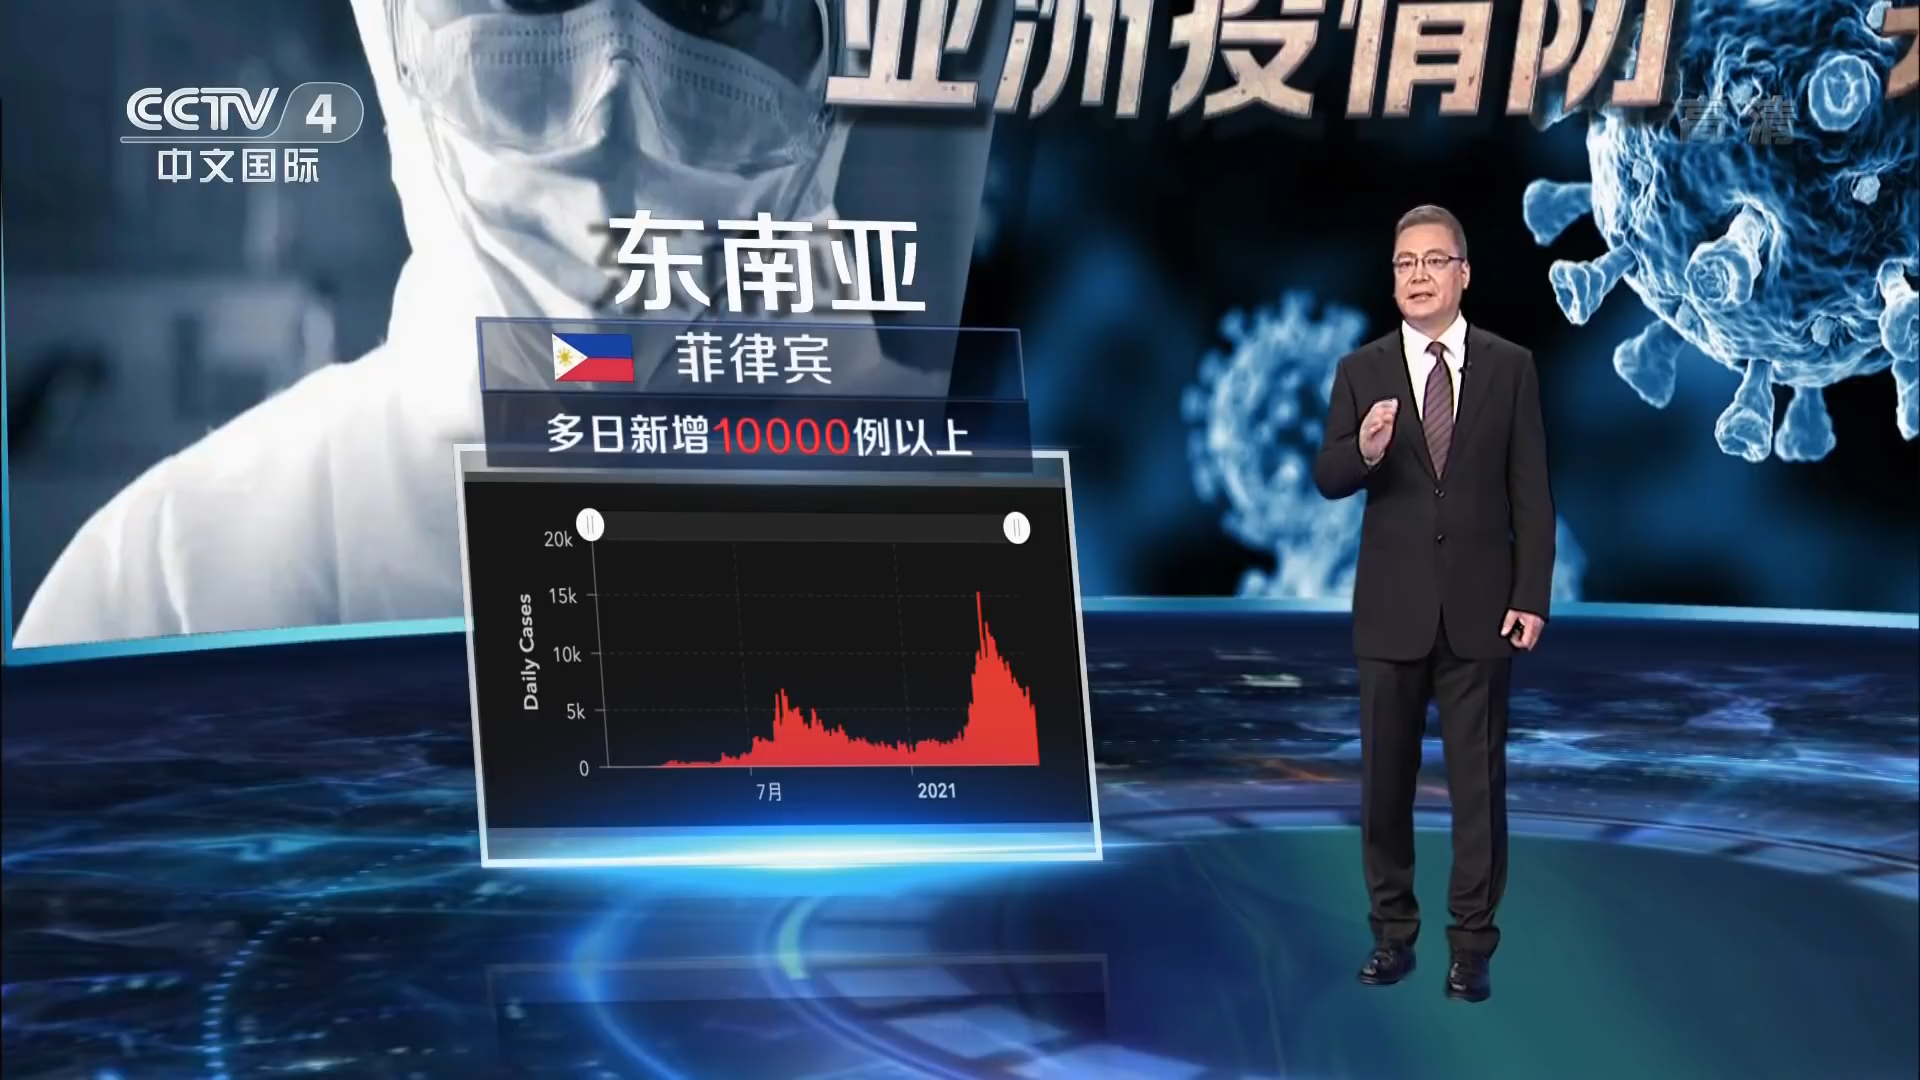 亚洲疫情防
高清
CCTV 4
中文国际
东南亚
菲律宾
多日新增10000例以上
20k
15k
10k
5k
0
Daily Cases
7月
2021